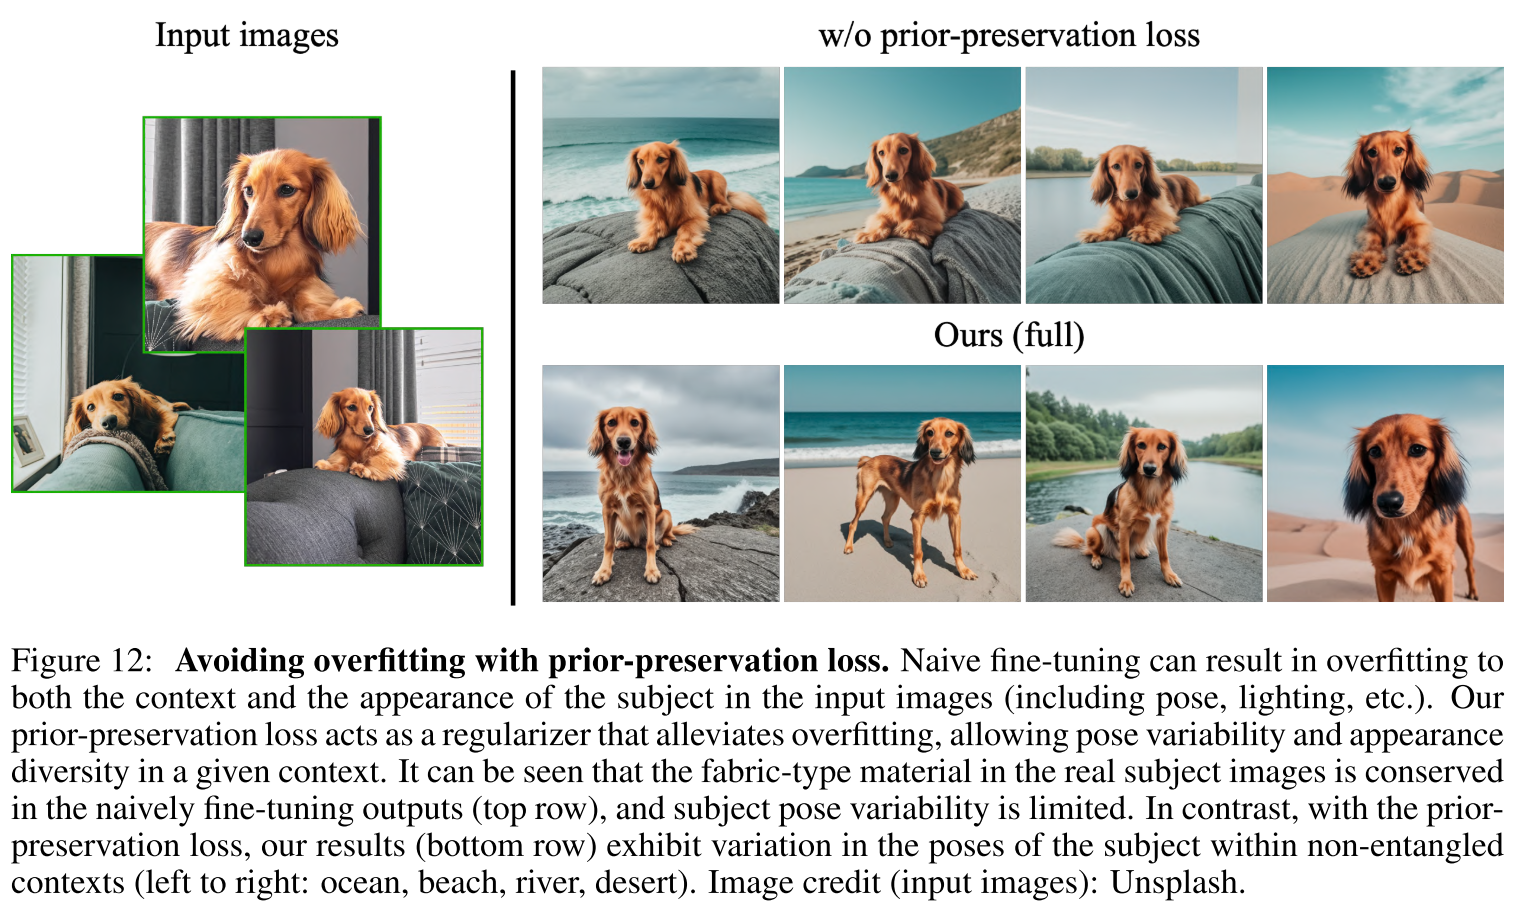 Input images
w/o prior-preservation loss
Ours (full)
Figure 12: Avoiding overfitting with prior-preservation loss. Naive fine-tuning can result in overfitting to
both the context and the appearance of the subject in the input images (including pose, lighting, etc.). Our
prior-preservation loss acts as a regularizer that alleviates overfitting, allowing pose variability and appearance
diversity in a given context. It can be seen that the fabric-type material in the real subject images is conserved
in the naively fine-tuning outputs (top row), and subject pose variability is limited. In contrast, with the prior-
preservation loss, our results (bottom row) exhibit variation in the poses of the subject within non-entangled
contexts (left to right: ocean, beach, river, desert). Image credit (input images): Unsplash.